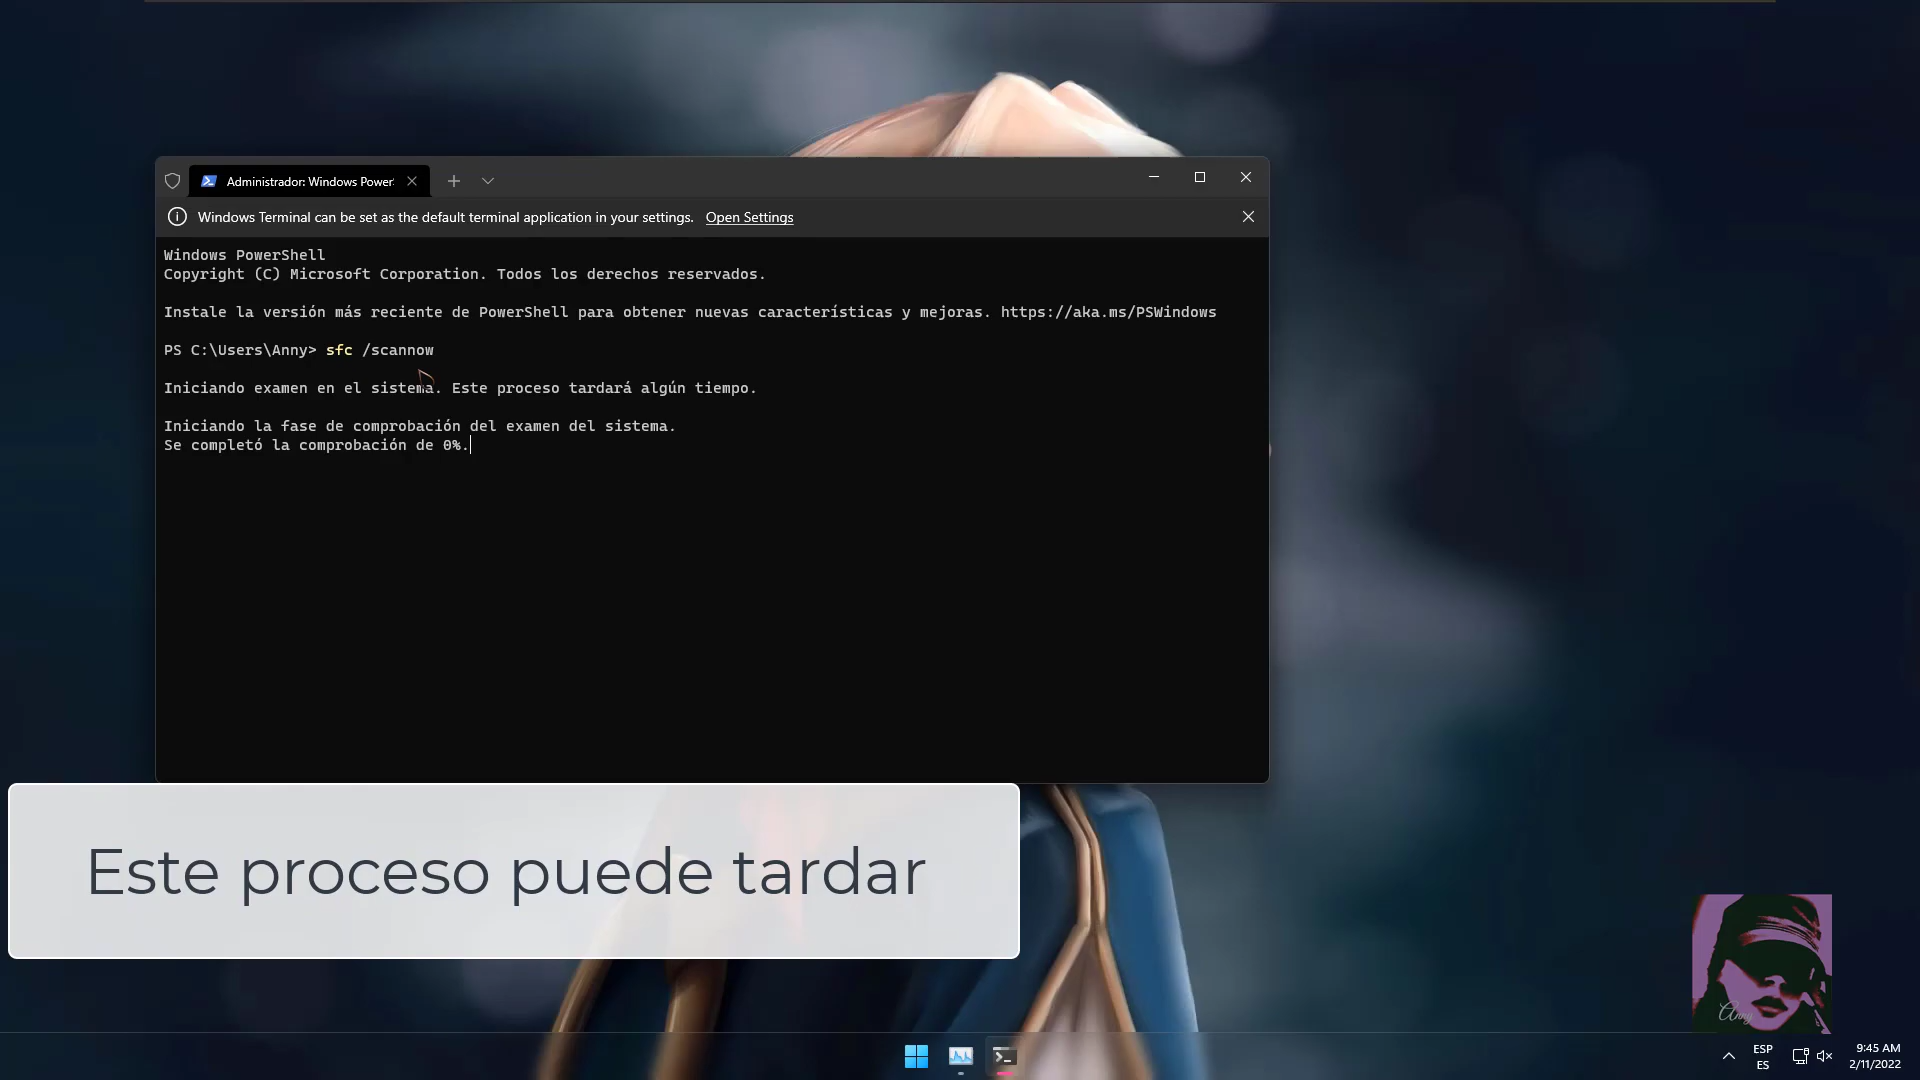 Administrador: Windows Power
Windows Terminal can be set as the default terminal application in your settings. Open Settings
Windows PowerShell
Copyright (C) Microsoft Corporation. Todos los derechos reservados.
Instale la versión más reciente de PowerShell para obtener nuevas características y mejoras. https://aka.ms/PSWindows
PS C:\Users\Anny> sfc /scannow
Iniciando examen en el sistema. Este proceso tardará algún tiempo.
Iniciando la fase de comprobación del examen del sistema.
Se completó la comprobación de 0%.
Este proceso puede tardar
Anny
ESP
ES
9:45 AM
2/11/2022